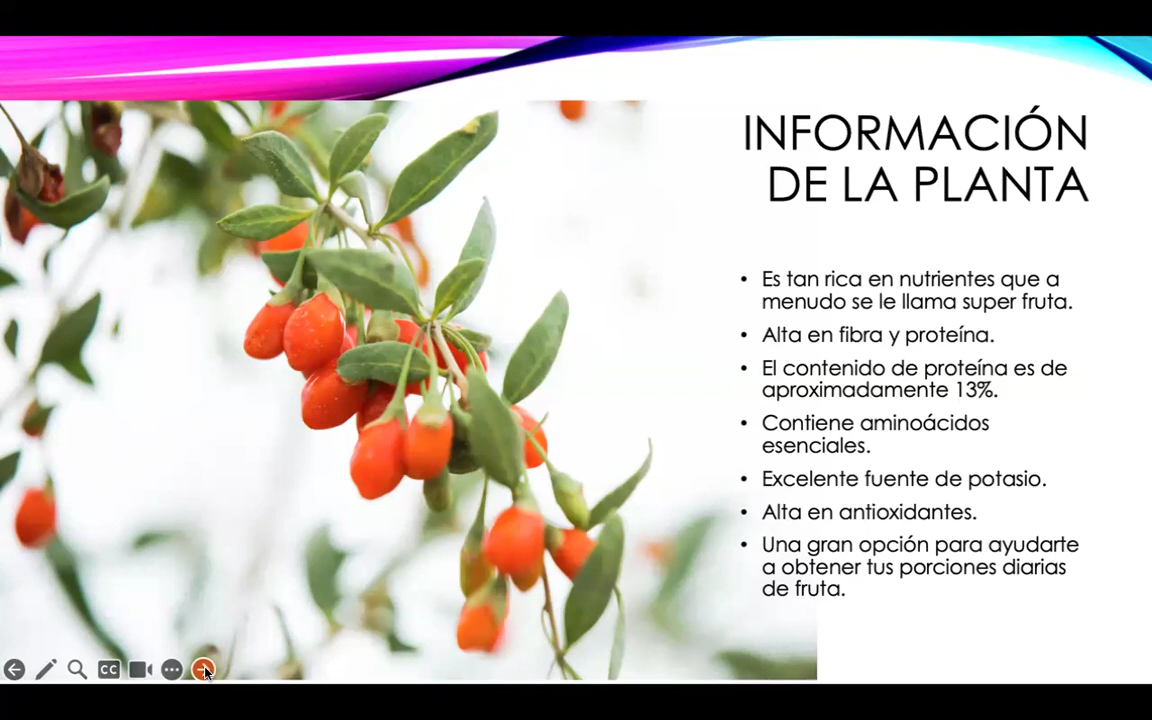 INFORMACIÓN
DE LA PLANTA
• Es tan rica en nutrientes que a
menudo se le llama super fruta.
• Alta en fibra y proteína.
• El contenido de proteína es de
aproximadamente 13%.
• Contiene aminoácidos
esenciales.
• Excelente fuente de potasio.
• Alta en antioxidantes.
• Una gran opción para ayudarte
a obtener tus porciones diarias
de fruta.
CC